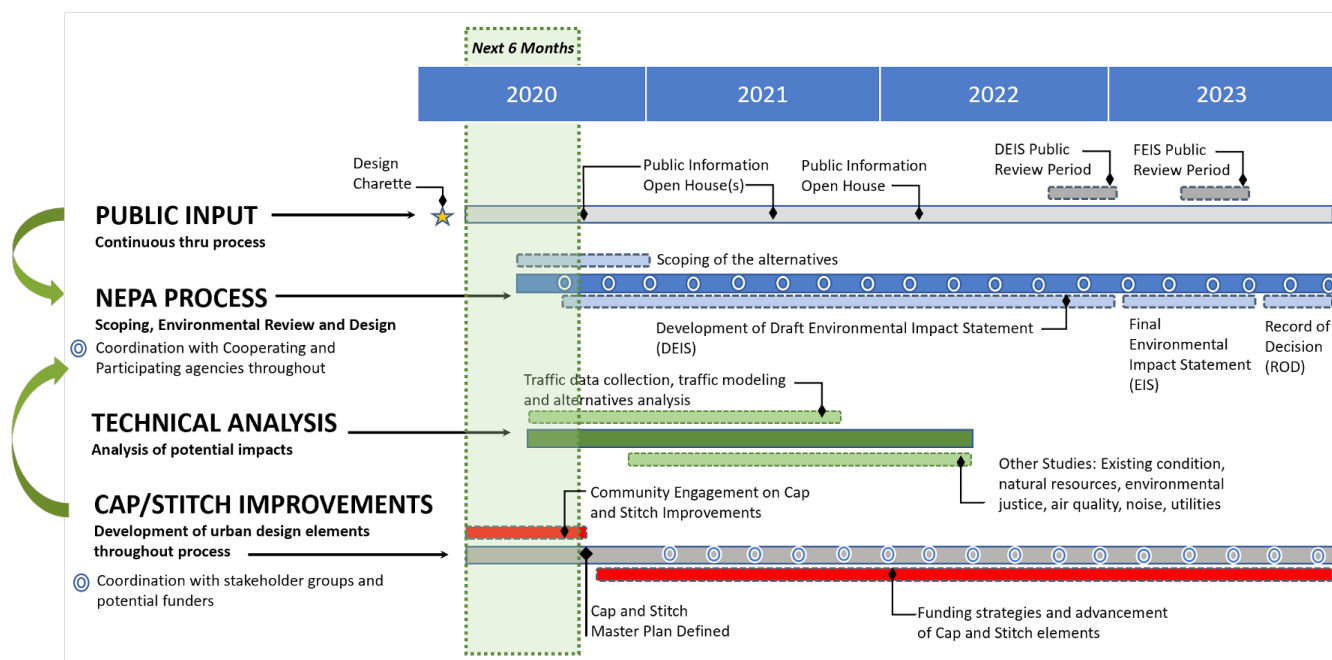 Next 6 Months
2020
2021
2022
2023
Design
Charette
Public Information
Open House(s)
Public Information
Open House
DEIS Public
Review Period
FEIS Public
Review Period
PUBLIC INPUT
Continuous thru process
Scoping of the alternatives
NEPA PROCESS
Scoping, Environmental Review and Design
Coordination with Cooperating and
Participating agencies throughout
Development of Draft Environmental Impact Statement
(DEIS)
Final
Environmental
Impact Statement
(EIS)
Record of
Decision
(ROD)
Traffic data collection, traffic modeling
and alternatives analysis
TECHNICAL ANALYSIS
Analysis of potential impacts
Other Studies: Existing condition,
natural resources, environmental
justice, air quality, noise, utilities
CAP/STITCH IMPROVEMENTS
Development of urban design elements
throughout process
Community Engagement on Cap
and Stitch Improvements
Coordination with stakeholder groups and
potential funders
Cap and Stitch
Master Plan Defined
Funding strategies and advancement
of Cap and Stitch elements